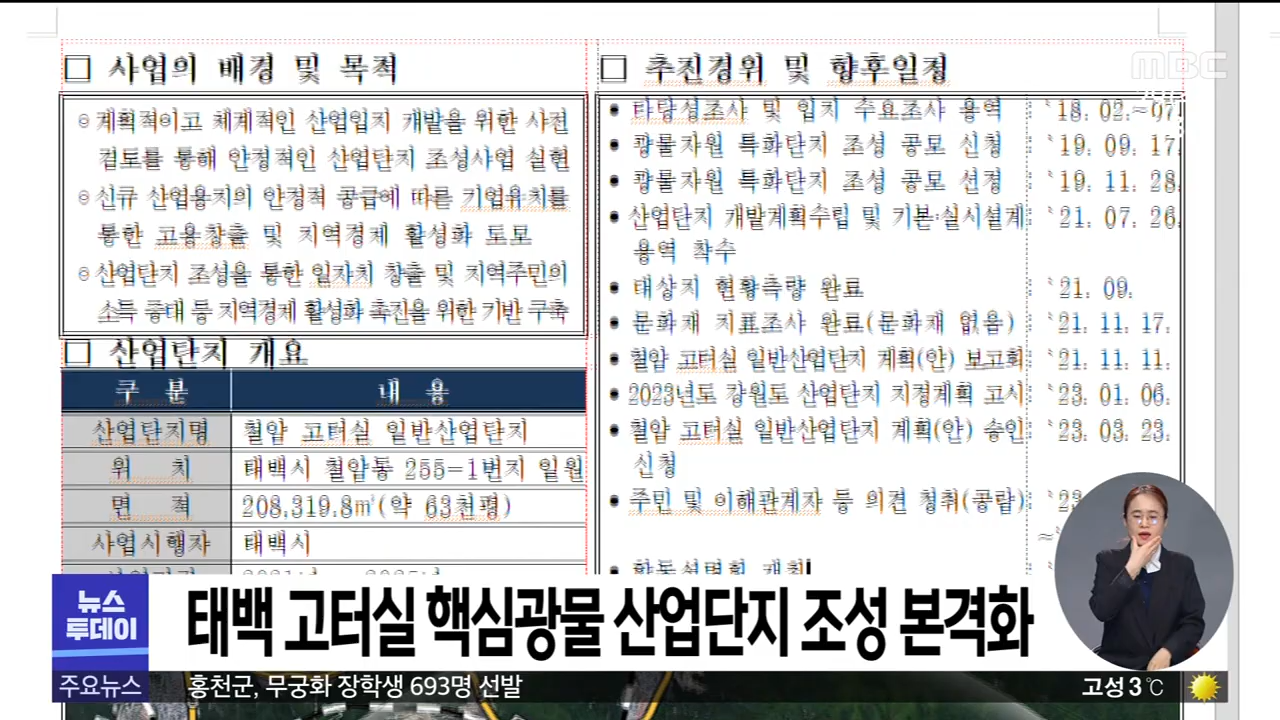 □ 사업의 배경 및 목적
◦ 계획적이고 체계적인 산업입지 개발을 위한 사전
검토를 통해 안정적인 산업단지 조성사업 실현
◦ 신규 산업용지의 안정적 공급에 따른 기업유치를
통한 고용창출 및 지역경제 활성화 도모
◦ 산업단지 조성을 통한 일자치 창출 및 지역주민의
소득 증대 등 지역경제 활성화 촉진을 위한 기반 구축
□ 산업단지 개요
구 분 내 용
산업단지명 철암 고터실 일반산업단지
위 치 태백시 철암동 255-1번지 일원
면 적 208,319.8㎡(약 63천평)
사업시행자 태백시
□ 추진경위 및 향후일정
• 타당성조사 및 입지 수요조사 용역 : `18. 02.~07.
• 광물자원 특화단지 조성 공모 신청 : `19. 09. 17.
• 광물자원 특화단지 조성 공모 선정 : `19. 11. 28.
• 산업단지 개발계획수립 및 기본·실시설계 : `21. 07. 26.
용역 착수
• 대상지 현황측량 완료 : `21. 09.
• 문화재 지표조사 완료(문화재 없음) : `21. 11. 17.
• 철암 고터실 일반산업단지 계획(안) 보고회 : `21. 11. 11.
• 2023년도 강원도 산업단지 지정계획 고시 : `23. 01. 06.
• 철암 고터실 일반산업단지 계획(안) 승인 : `23. 03. 23.
신청
• 주민 및 이해관계자 등 의견 청취(공람) : `23
합동설명회 개최
MBC
뉴스
투데이
태백 고터실 핵심광물 산업단지 조성 본격화
주요뉴스 홍천군, 무궁화 장학생 693명 선발 고성 3℃